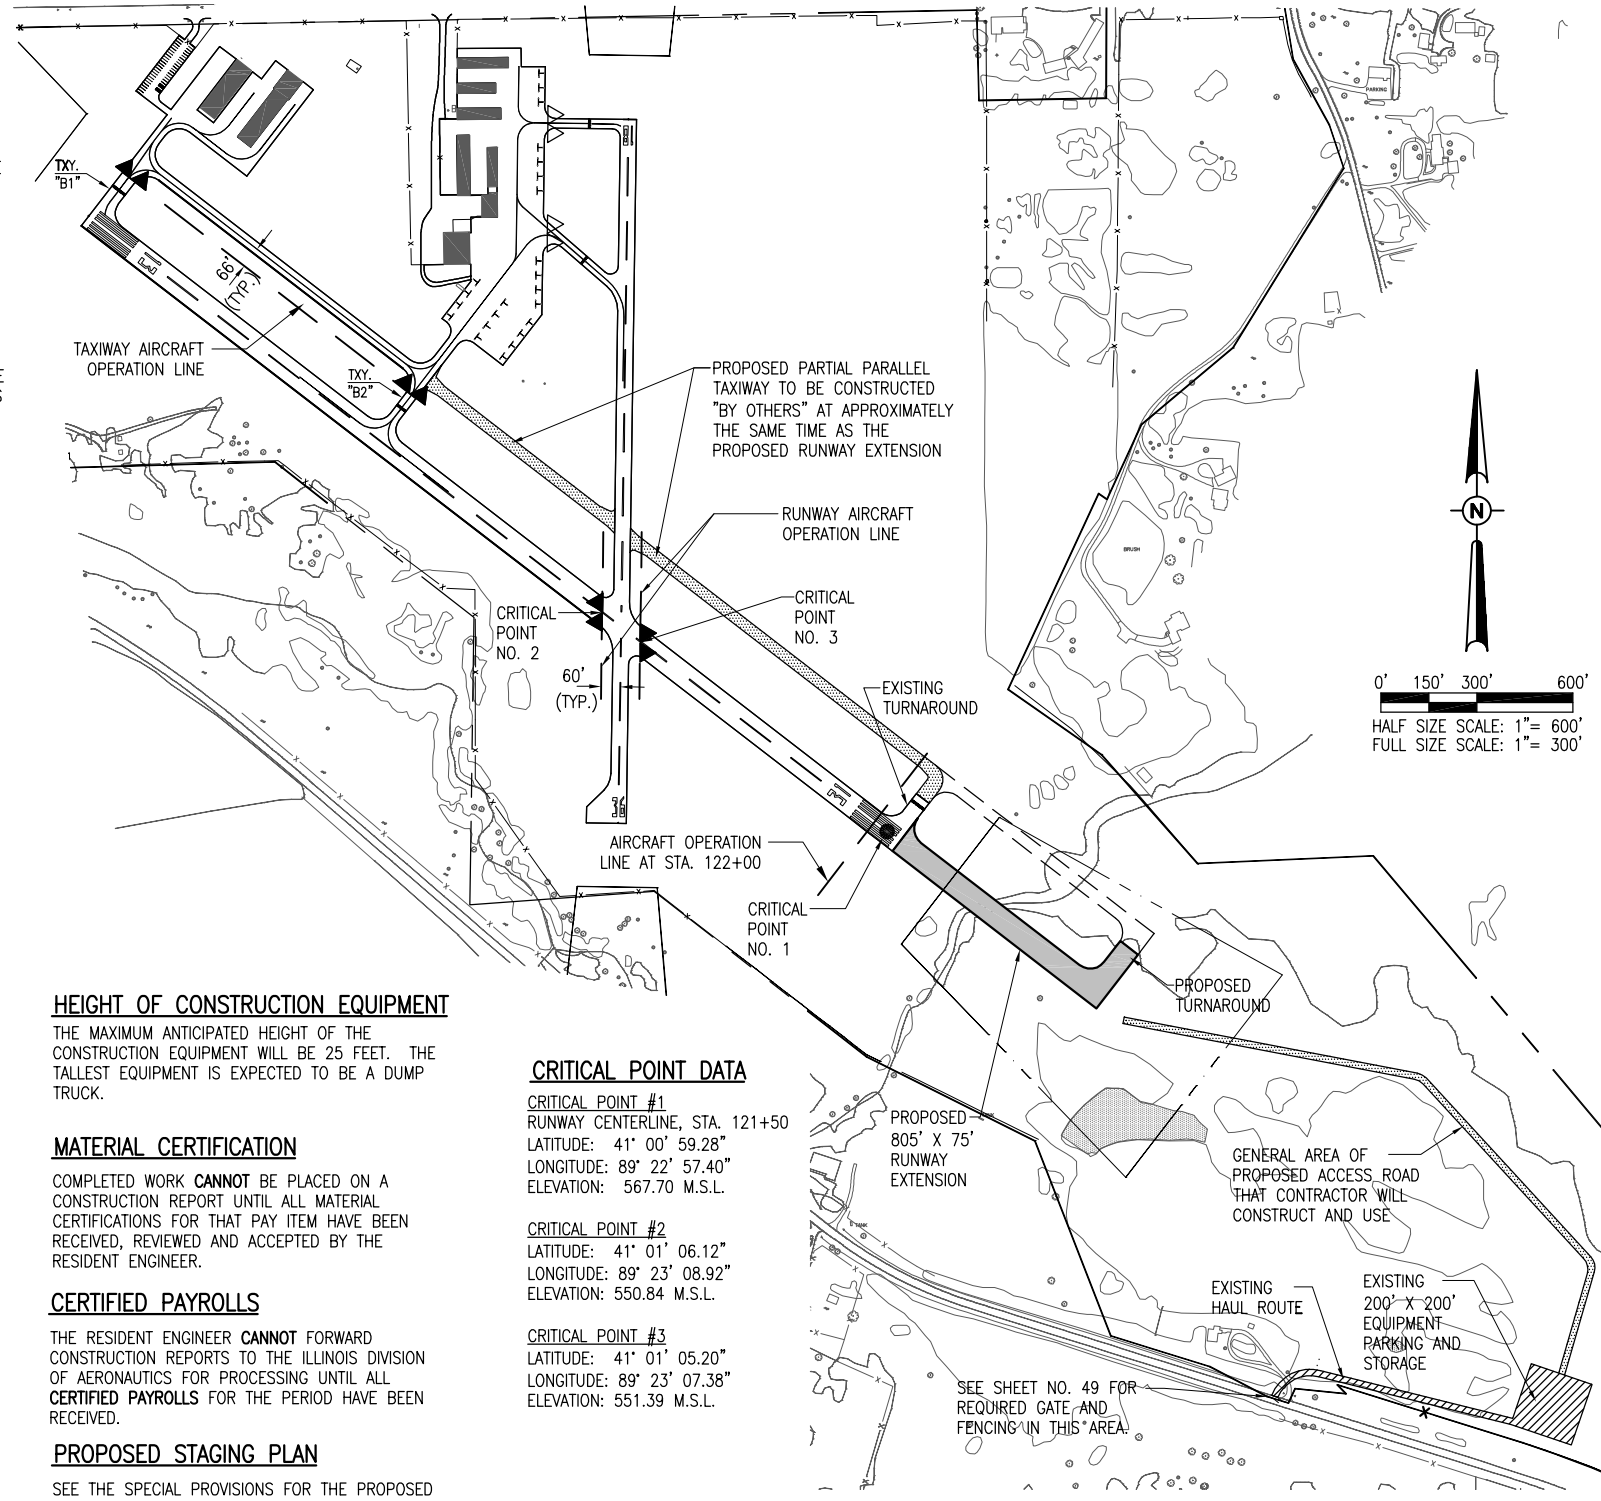 PARKING
TXY.
"B1"
66'
(TYP.)
TAXIWAY AIRCRAFT
OPERATION LINE
TXY.
"B2"
PROPOSED PARTIAL PARALLEL
TAXIWAY TO BE CONSTRUCTED
"BY OTHERS" AT APPROXIMATELY
THE SAME TIME AS THE
PROPOSED RUNWAY EXTENSION
RUNWAY AIRCRAFT
OPERATION LINE
N
BRUSH
CRITICAL
POINT
NO. 2
CRITICAL
POINT
NO. 3
60'
(TYP.)
EXISTING
TURNAROUND
0' 150' 300' 600'
HALF SIZE SCALE: 1"= 600'
FULL SIZE SCALE: 1"= 300'
13
31
18
36
AIRCRAFT OPERATION
LINE AT STA. 122+00
CRITICAL
POINT
NO. 1
PROPOSED
TURNAROUND
PROPOSED
805' X 75'
RUNWAY
EXTENSION
GENERAL AREA OF
PROPOSED ACCESS ROAD
THAT CONTRACTOR WILL
CONSTRUCT AND USE
EXISTING
HAUL ROUTE
EXISTING
200' X 200'
EQUIPMENT
PARKING AND
STORAGE
SEE SHEET NO. 49 FOR
REQUIRED GATE AND
FENCING IN THIS AREA.
TANK
HEIGHT OF CONSTRUCTION EQUIPMENT
THE MAXIMUM ANTICIPATED HEIGHT OF THE
CONSTRUCTION EQUIPMENT WILL BE 25 FEET. THE
TALLEST EQUIPMENT IS EXPECTED TO BE A DUMP
TRUCK.
MATERIAL CERTIFICATION
COMPLETED WORK CANNOT BE PLACED ON A
CONSTRUCTION REPORT UNTIL ALL MATERIAL
CERTIFICATIONS FOR THAT PAY ITEM HAVE BEEN
RECEIVED, REVIEWED AND ACCEPTED BY THE
RESIDENT ENGINEER.
CERTIFIED PAYROLLS
THE RESIDENT ENGINEER CANNOT FORWARD
CONSTRUCTION REPORTS TO THE ILLINOIS DIVISION
OF AERONAUTICS FOR PROCESSING UNTIL ALL
CERTIFIED PAYROLLS FOR THE PERIOD HAVE BEEN
RECEIVED.
PROPOSED STAGING PLAN
SEE THE SPECIAL PROVISIONS FOR THE PROPOSED
CRITICAL POINT DATA
CRITICAL POINT #1
RUNWAY CENTERLINE, STA. 121+50
LATITUDE: 41° 00' 59.28"
LONGITUDE: 89° 22' 57.40"
ELEVATION: 567.70 M.S.L.
CRITICAL POINT #2
LATITUDE: 41° 01' 06.12"
LONGITUDE: 89° 23' 08.92"
ELEVATION: 550.84 M.S.L.
CRITICAL POINT #3
LATITUDE: 41° 01' 05.20"
LONGITUDE: 89° 23' 07.38"
ELEVATION: 551.39 M.S.L.